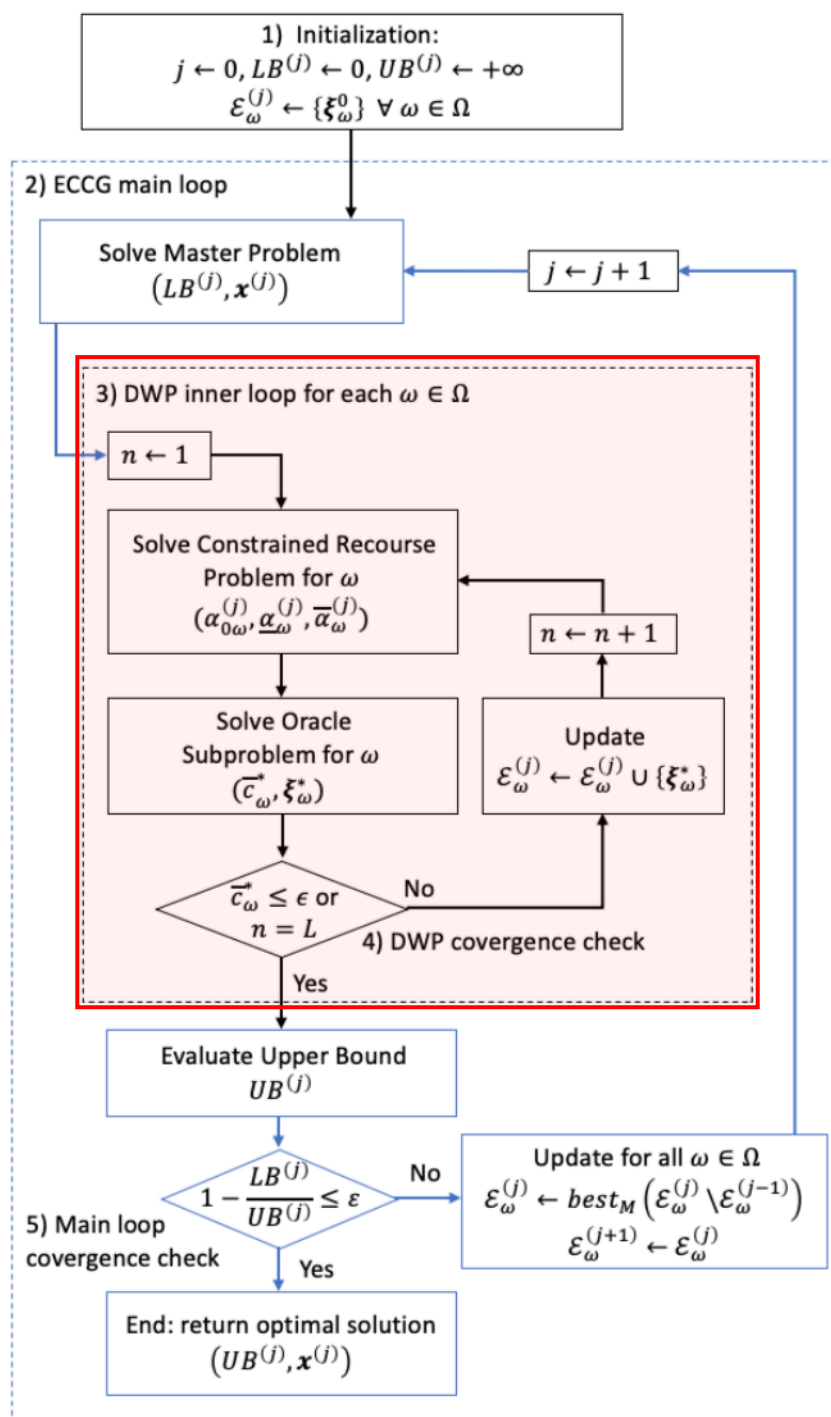 1) Initialization:
j ← 0, LB^(j) ← 0, UB^(j) ← +∞
ℰ_ω^(j) ← {ξ_ω^0} ∀ ω ∈ Ω
2) ECCG main loop
Solve Master Problem
(LB^(j), x^(j))
j ← j + 1
3) DWP inner loop for each ω ∈ Ω
n ← 1
Solve Constrained Recourse
Problem for ω
(α_0ω^(j), α̲_ω^(j), α̅_ω^(j))
n ← n + 1
Solve Oracle
Subproblem for ω
(c̅_ω^*, ξ_ω^*)
Update
ℰ_ω^(j) ← ℰ_ω^(j) ∪ {ξ_ω^*}
c̅_ω^* ≤ ϵ or
n = L
No
4) DWP covergence check
Yes
Evaluate Upper Bound
UB^(j)
1 − LB^(j)/UB^(j) ≤ ε
No
Update for all ω ∈ Ω
ℰ_ω^(j) ← best_M(ℰ_ω^(j) \ℰ_ω^(j−1))
ℰ_ω^(j+1) ← ℰ_ω^(j)
5) Main loop
covergence check
Yes
End: return optimal solution
(UB^(j), x^(j))